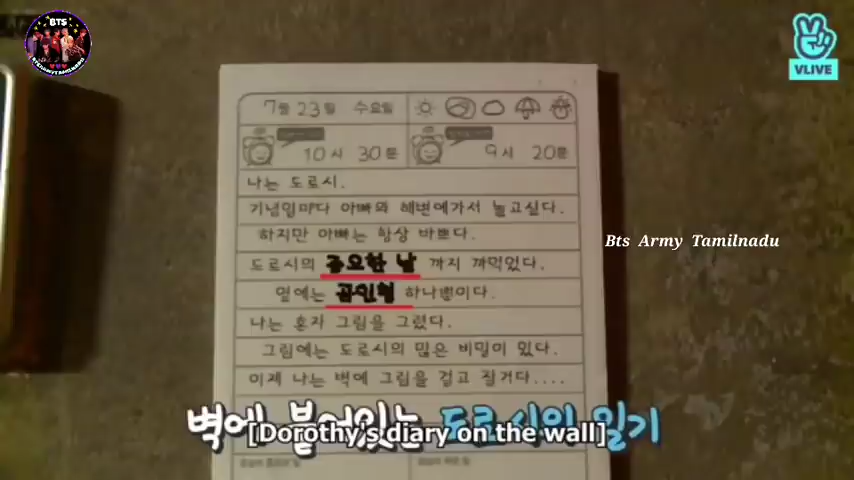 BTS
VLIVE
7월 23일 수요일
10시 30분 9시 20분
나는 도로시.
기념일마다 아빠와 해변에가서 놀고싶다.
하지만 아빠는 항상 바쁘다.
Bts Army Tamilnadu
도로시의 중요한 날 까지 까먹었다.
옆에는 곰인형 하나뿐이다.
나는 혼자 그림을 그렸다.
그림에는 도로시의 많은 비밀이 있다.
이제 나는 벽에 그림을 걸고 잘거다....
벽에 붙어있는 도로시의 일기
[Dorothy's diary on the wall]